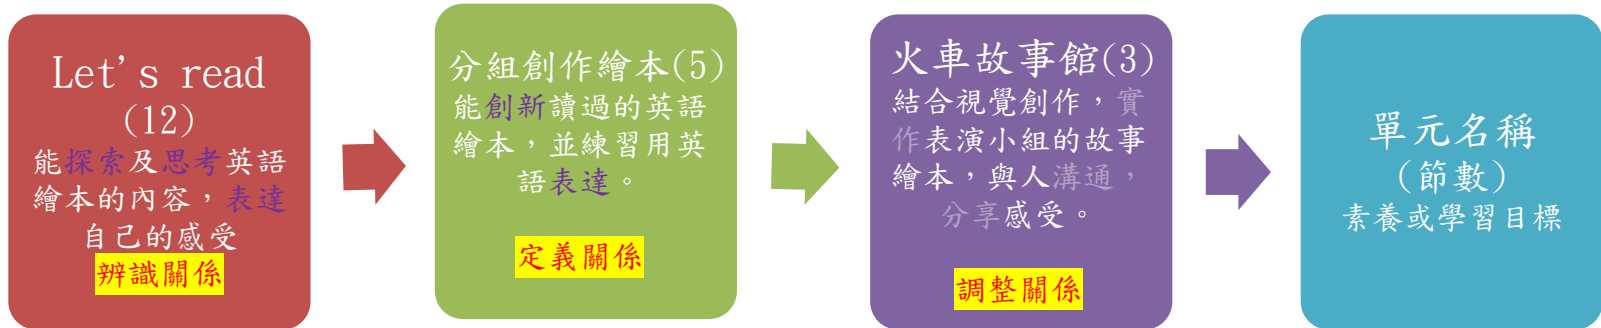 Let's read
(12)
能探索及思考英語
繪本的內容，表達
自己的感受
辨識關係
分組創作繪本(5)
能創新讀過的英語
繪本，並練習用英
語表達。
定義關係
火車故事館(3)
結合視覺創作，實
作表演小組的故事
繪本，與人溝通，
分享感受。
調整關係
單元名稱
(節數)
素養或學習目標